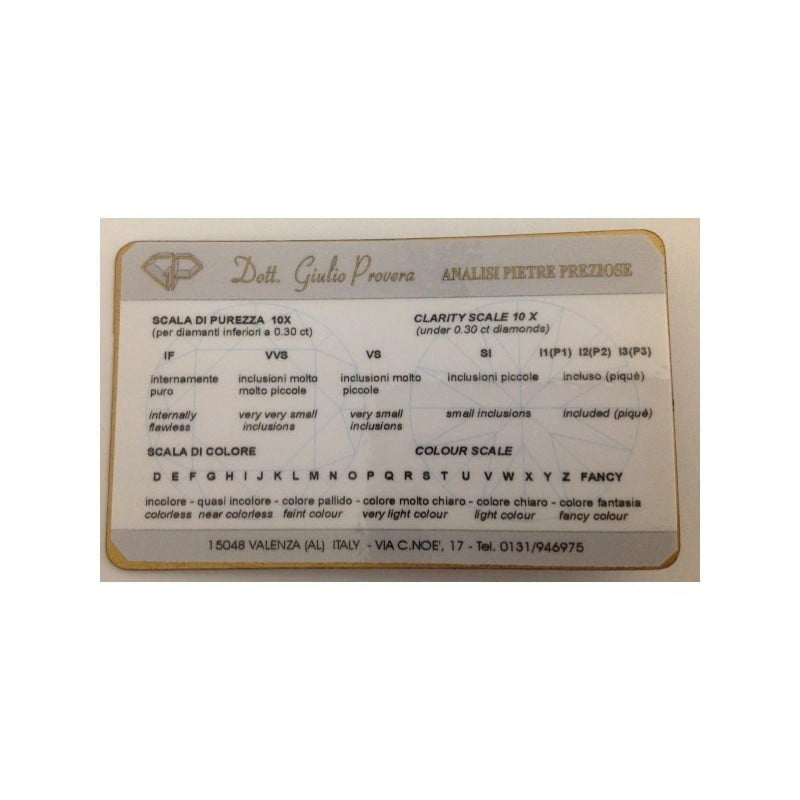 GP Dott. Giulio Provera ANALISI PIETRE PREZIOSE
SCALA DI PUREZZA 10X CLARITY SCALE 10 X
(per diamanti inferiori a 0.30 ct) (under 0.30 ct diamonds)
IF VVS VS SI I1(P1) I2(P2) I3(P3)
internamente inclusioni molto inclusioni molto inclusioni piccole incluso (piquè)
puro molto piccole piccole
internally very very small very small small inclusions included (piquè)
flawless inclusions inclusions
SCALA DI COLORE COLOUR SCALE
D E F G H I J K L M N O P Q R S T U V W X Y Z FANCY
incolore - quasi incolore - colore pallido - colore molto chiaro - colore chiaro - colore fantasia
colorless near colorless faint colour very light colour light colour fancy colour
15048 VALENZA (AL) ITALY - VIA C.NOE', 17 - Tel. 0131/946975